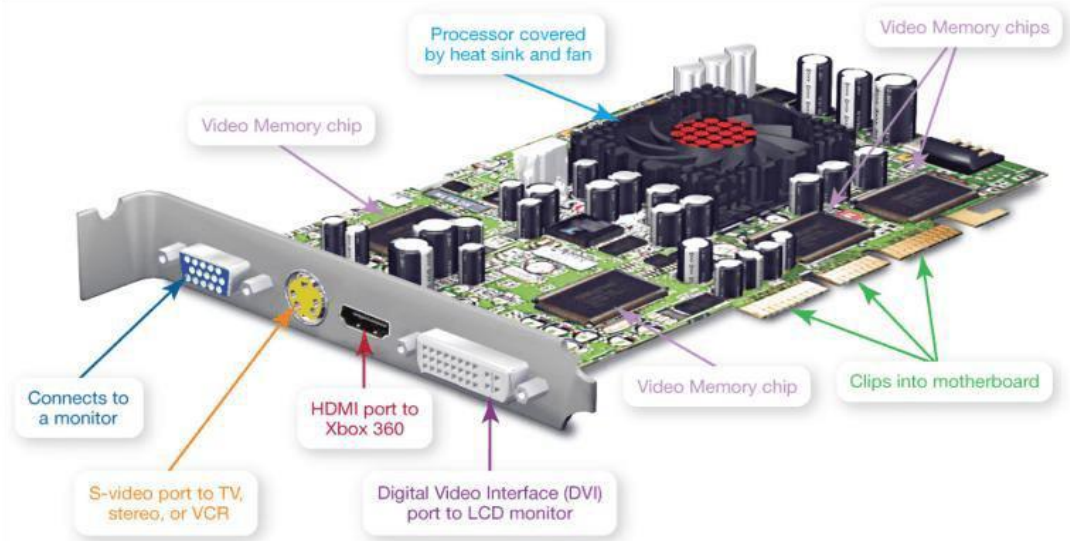 Processor covered
by heat sink and fan
Video Memory chips
Video Memory chip
Connects to
a monitor
HDMI port to
Xbox 360
Video Memory chip
Clips into motherboard
S-video port to TV,
stereo, or VCR
Digital Video Interface (DVI)
port to LCD monitor